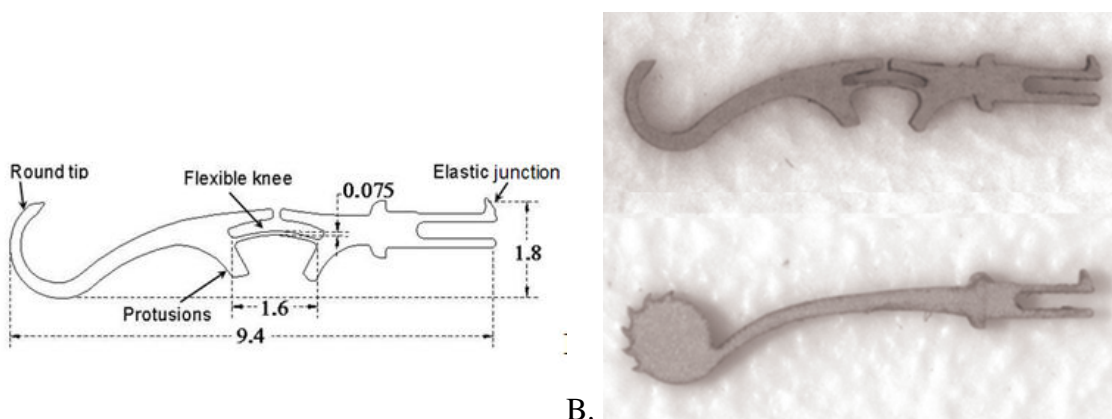 Round tip
Flexible knee
0.075
Elastic junction
1.8
Protusions
1.6
9.4
B.